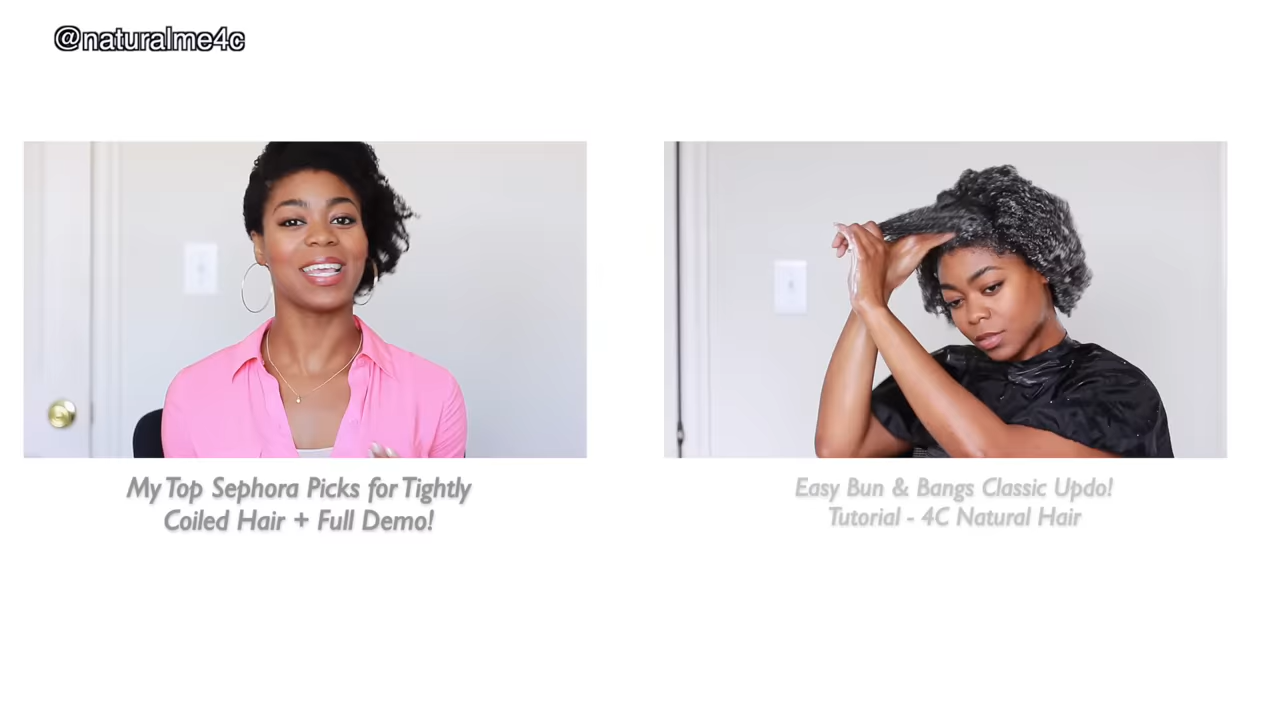 @naturalme4c
My Top Sephora Picks for Tightly
Coiled Hair + Full Demo!
Easy Bun & Bangs Classic Updo!
Tutorial - 4C Natural Hair